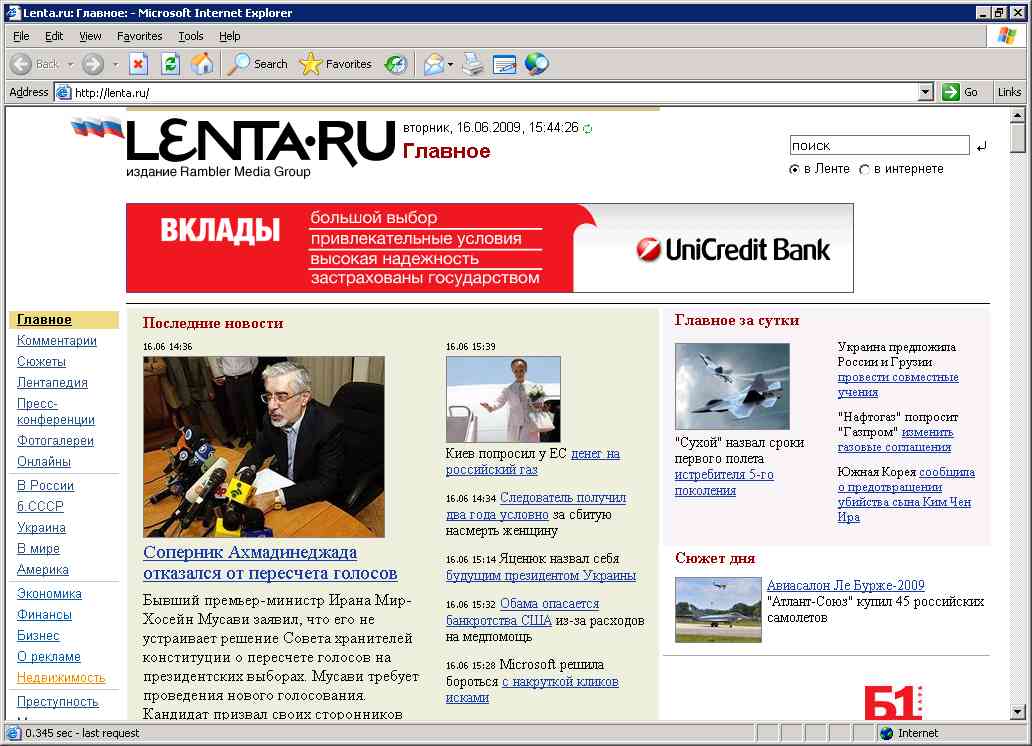 Lenta.ru: Главное: - Microsoft Internet Explorer
File Edit View Favorites Tools Help
Back Search Favorites
Address http://lenta.ru/ Go Links
LENTA·RU
издание Rambler Media Group
вторник, 16.06.2009, 15:44:26
Главное
поиск
в Ленте в интернете
ВКЛАДЫ
большой выбор
привлекательные условия
высокая надежность
застрахованы государством
UniCredit Bank
Главное
Комментарии
Сюжеты
Лентапедия
Пресс-
конференции
Фотогалереи
Онлайны
В России
б.СССР
Украина
В мире
Америка
Экономика
Финансы
Бизнес
О рекламе
Недвижимость
Преступность
Последние новости
16.06 14:36
Соперник Ахмадинеджада
отказался от пересчета голосов
Бывший премьер-министр Ирана Мир-
Хосейн Мусави заявил, что его не
устраивает решение Совета хранителей
конституции о пересчете голосов на
президентских выборах. Мусави требует
проведения нового голосования.
Кандидат призвал своих сторонников
16.06 15:39
Киев попросил у ЕС денег на
российский газ
16.06 14:34 Следователь получил
два года условно за сбитую
насмерть женщину
16.06 15:14 Яценюк назвал себя
будущим президентом Украины
16.06 15:32 Обама опасается
банкротства США из-за расходов
на медпомощь
16.06 15:28 Microsoft решила
бороться с накруткой кликов
исками
Главное за сутки
"Сухой" назвал сроки
первого полета
истребителя 5-го
поколения
Украина предложила
России и Грузии
провести совместные
учения
"Нафтогаз" попросит
"Газпром" изменить
газовые соглашения
Южная Корея сообщила
о предотвращении
убийства сына Ким Чен
Ира
Сюжет дня
Авиасалон Ле Бурже-2009
"Атлант-Союз" купил 45 российских
самолетов
Б1
0.345 sec - last request Internet